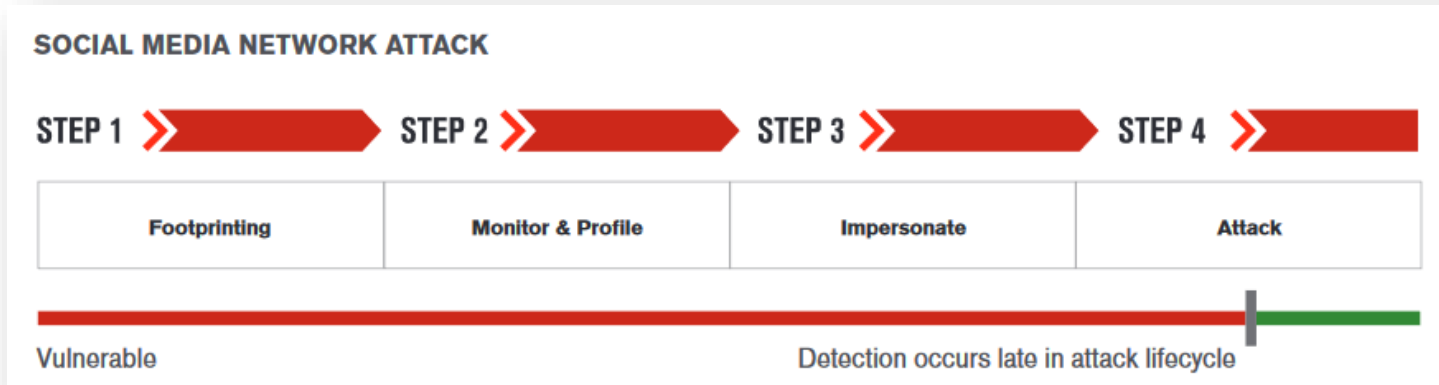 SOCIAL MEDIA NETWORK ATTACK
STEP 1 STEP 2 STEP 3 STEP 4
Footprinting Monitor & Profile Impersonate Attack
Vulnerable Detection occurs late in attack lifecycle